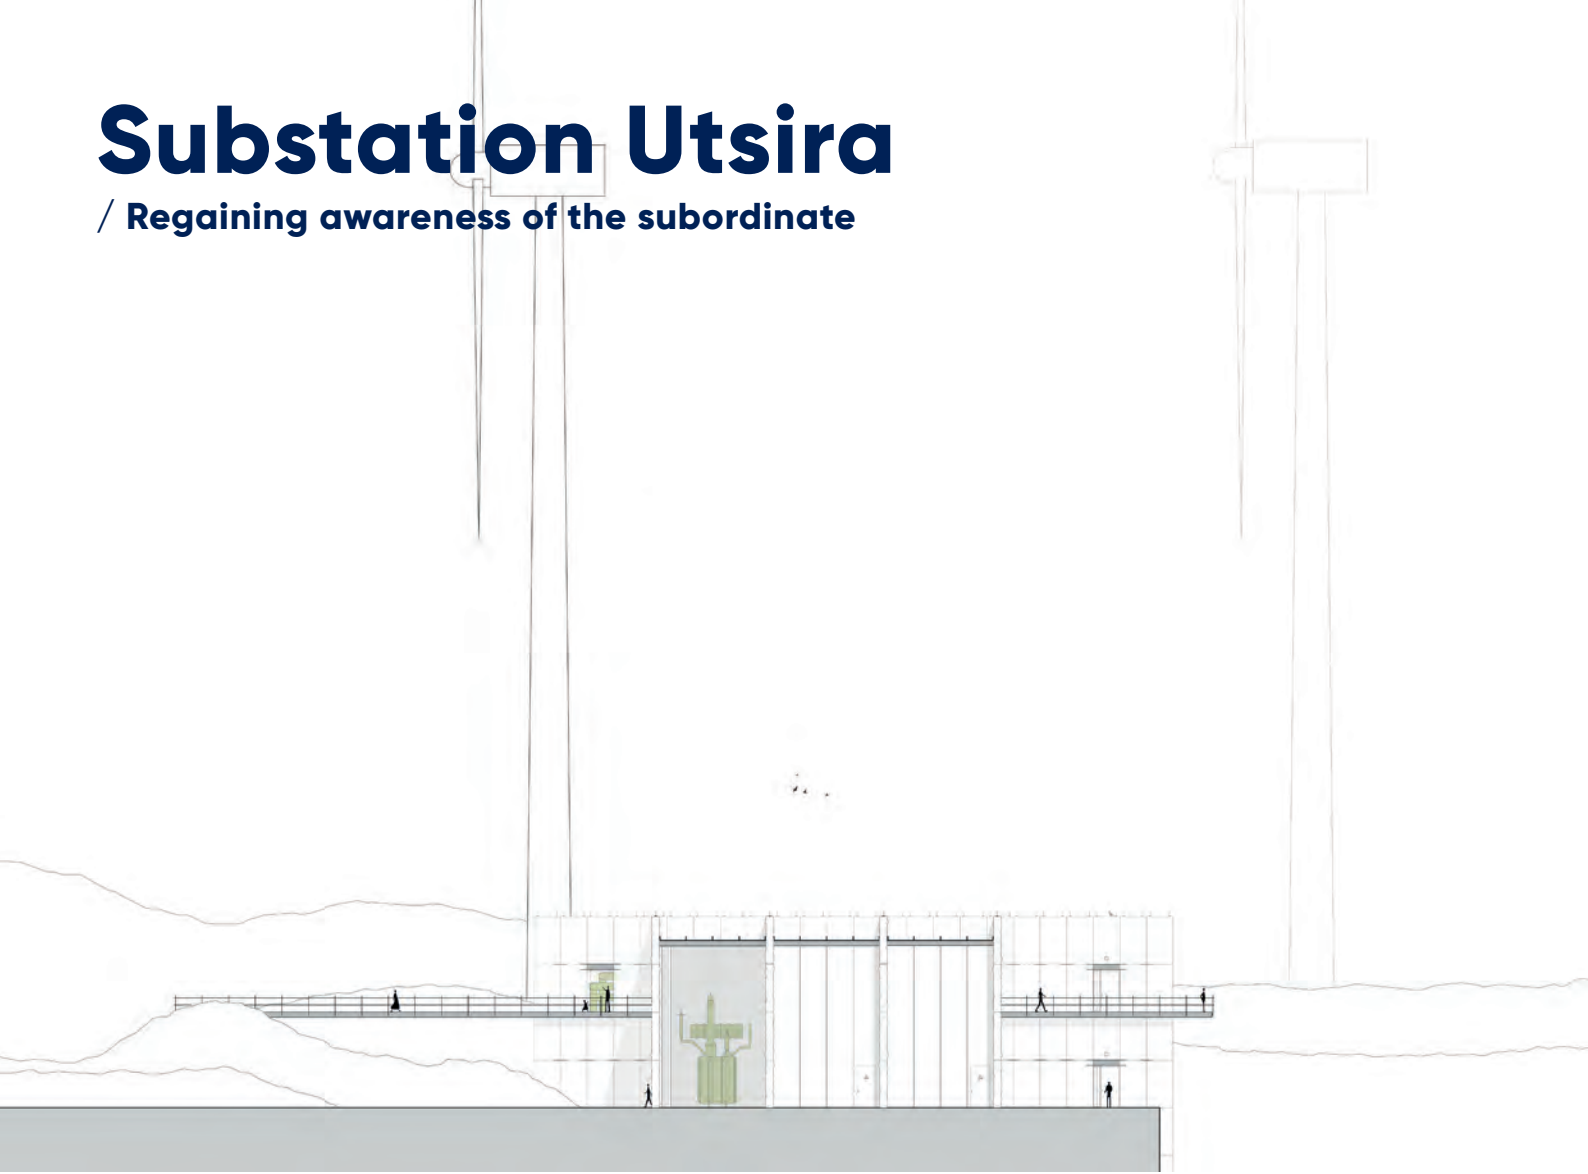 Substation Utsira
/ Regaining awareness of the subordinate